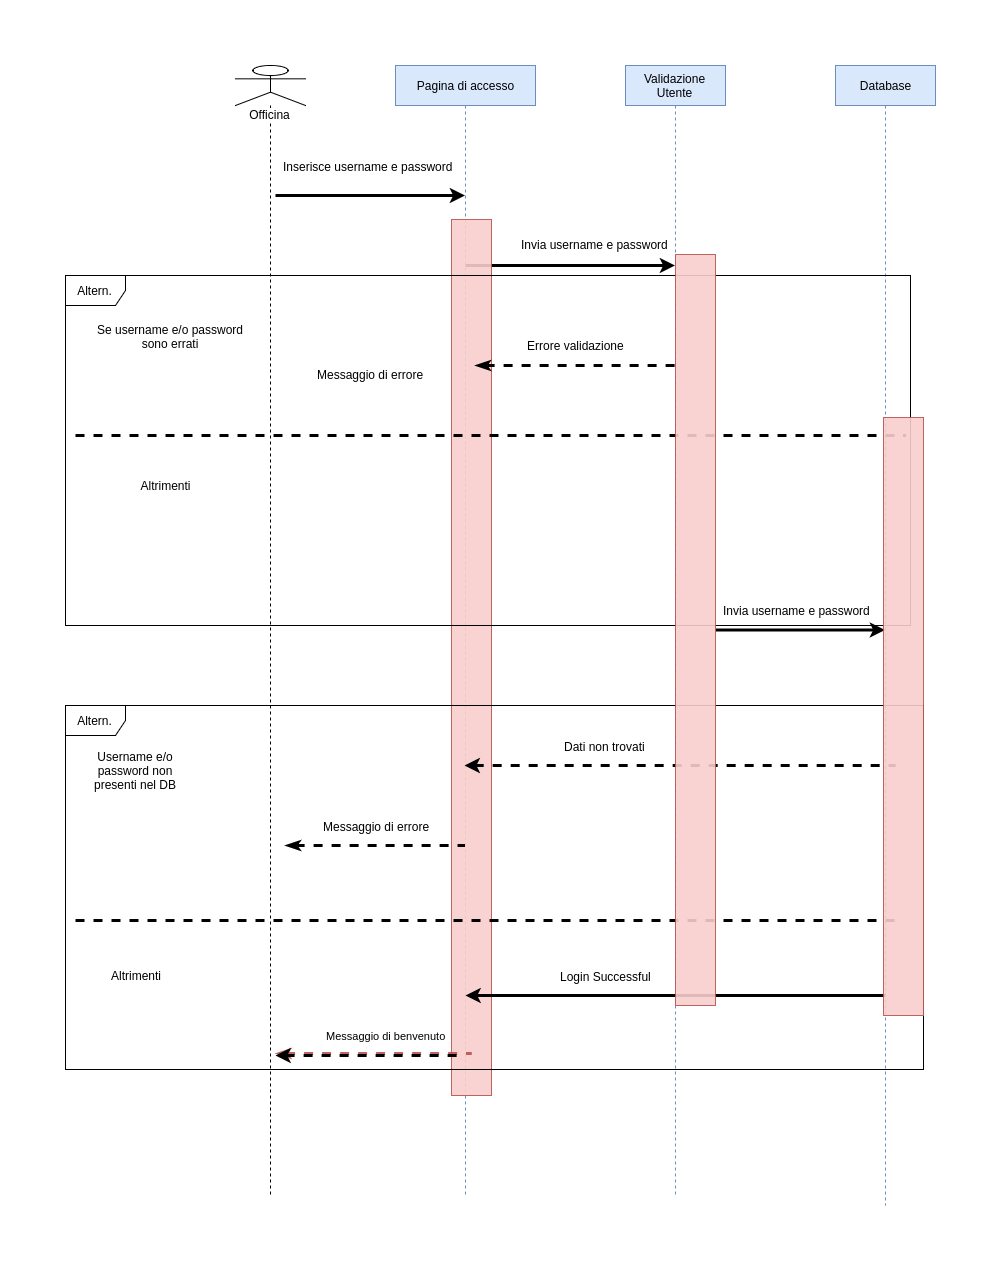 Officina
Pagina di accesso
Validazione
Utente
Database
Inserisce username e password
Invia username e password
Altern.
Se username e/o password
sono errati
Errore validazione
Messaggio di errore
Altrimenti
Invia username e password
Altern.
Username e/o
password non
presenti nel DB
Dati non trovati
Messaggio di errore
Altrimenti
Login Successful
Messaggio di benvenuto